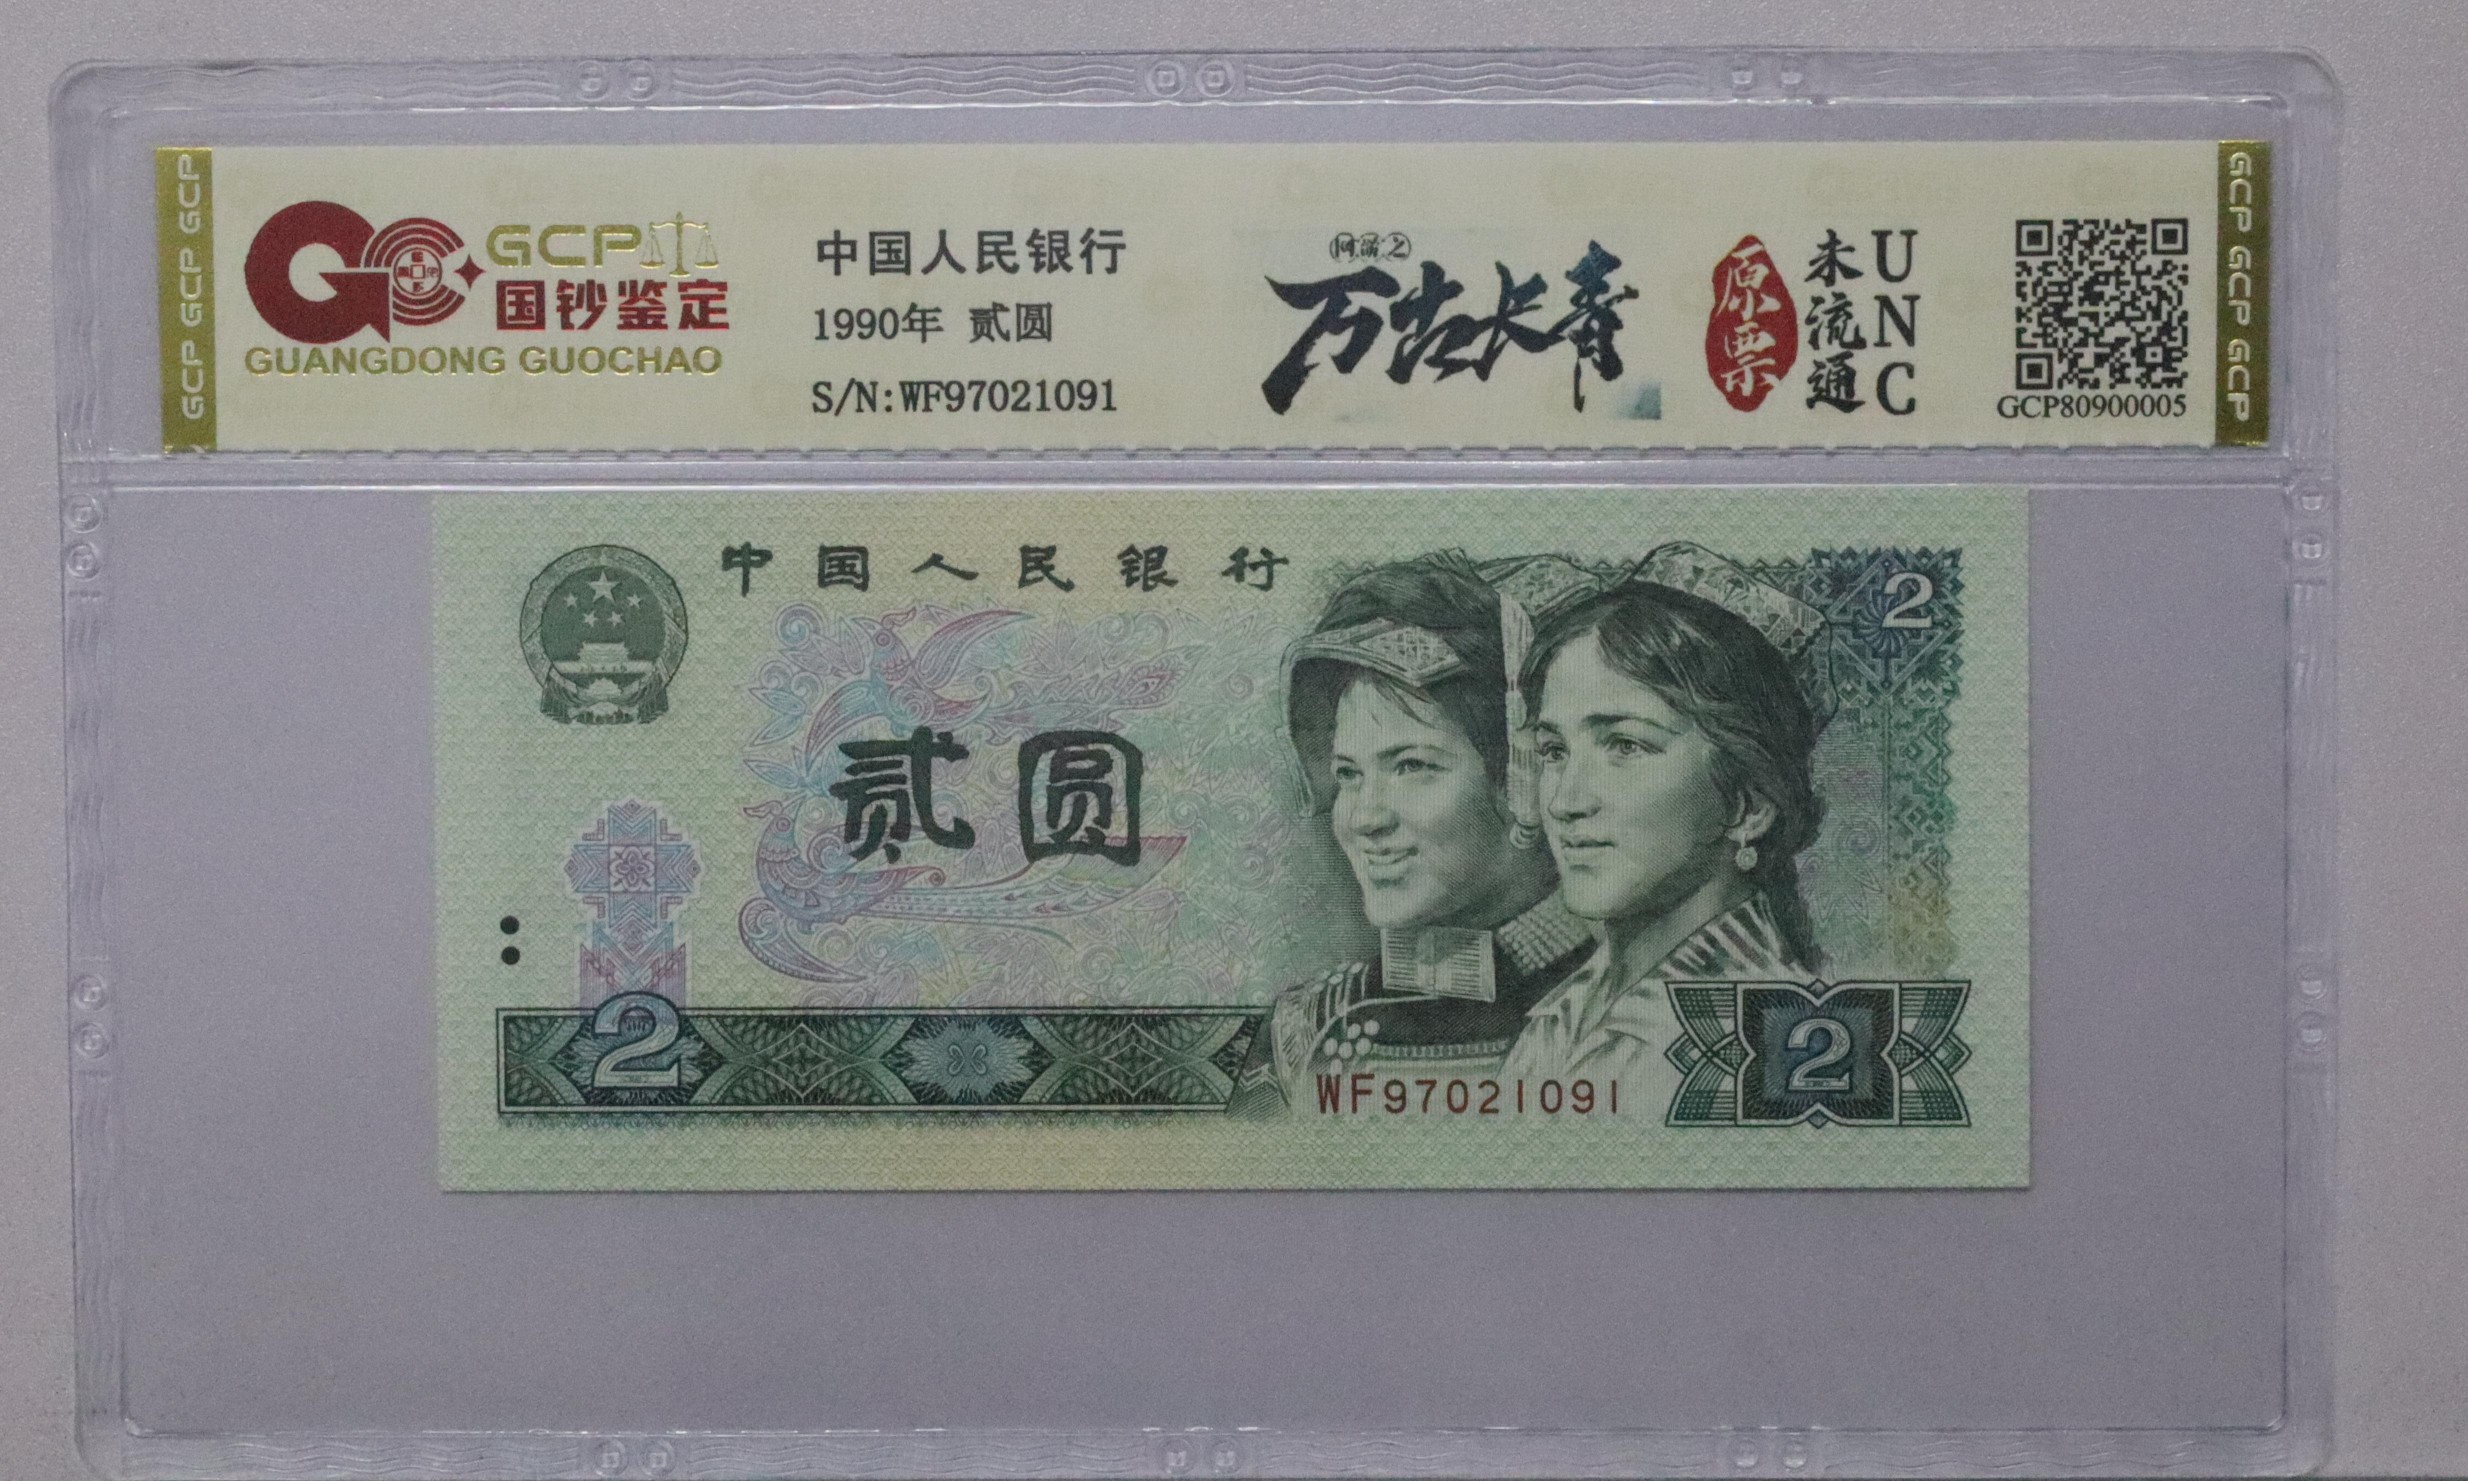 GCP GCP GCP
GCP
国钞鉴定
GUANGDONG GUOCHAO
中国人民银行
1990年 贰圆
S/N:WF97021091
万古长青
原票
未流通
UNC
GCP80900005
GCP GCP GCP
中国人民银行
2
贰圆
2
WF97021091
2